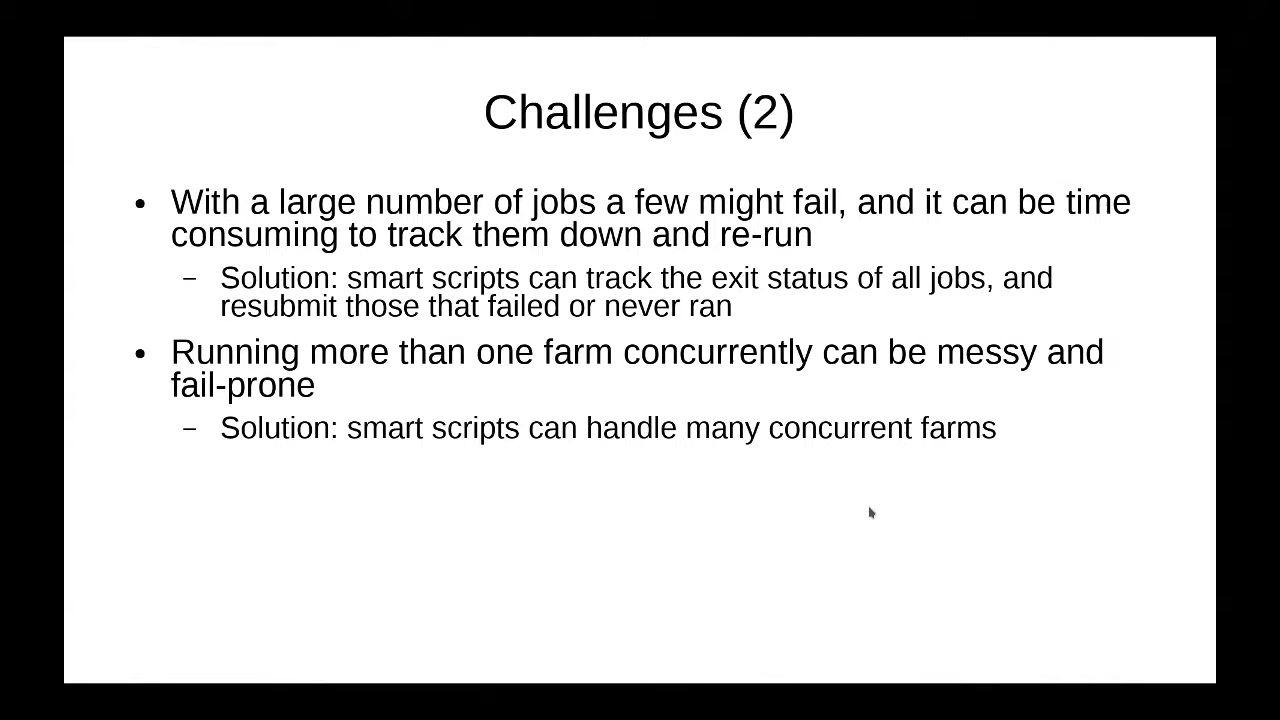 Challenges (2)
• With a large number of jobs a few might fail, and it can be time
consuming to track them down and re-run
– Solution: smart scripts can track the exit status of all jobs, and
resubmit those that failed or never ran
• Running more than one farm concurrently can be messy and
fail-prone
– Solution: smart scripts can handle many concurrent farms